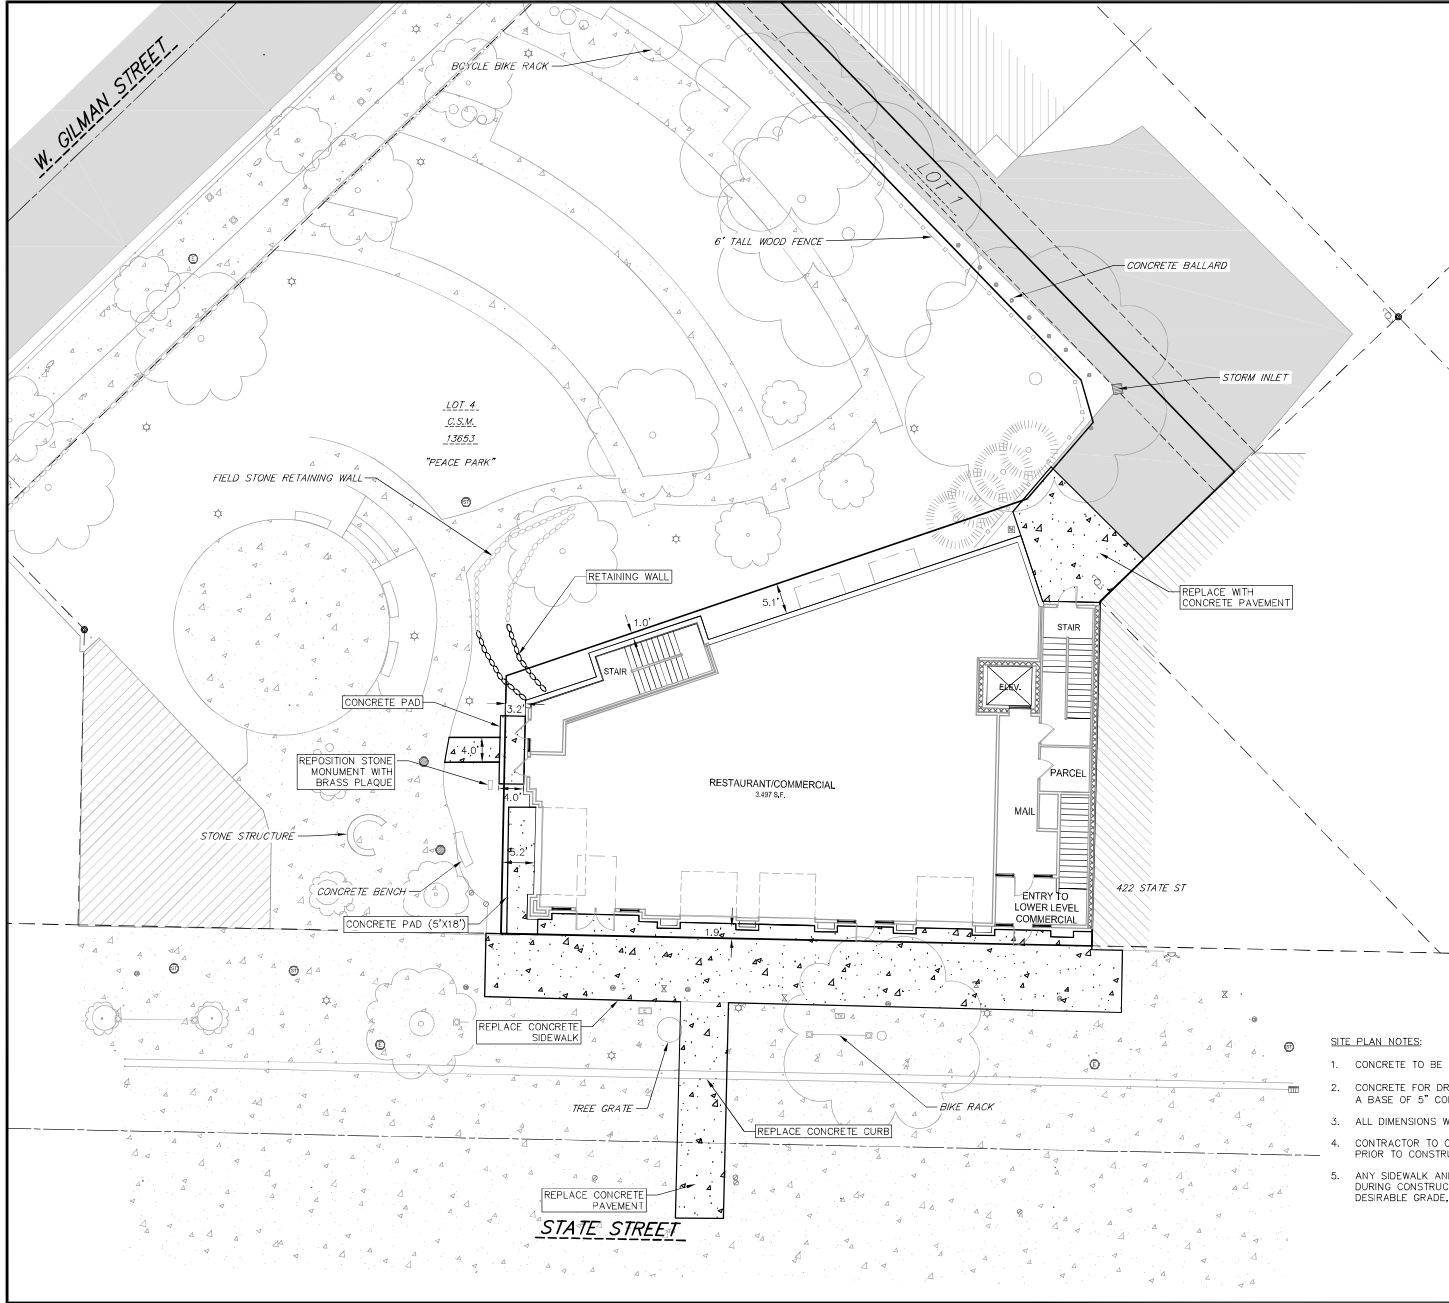 W. GILMAN STREET
BCYCLE BIKE RACK
LOT 1
6' TALL WOOD FENCE
CONCRETE BALLARD
STORM INLET
LOT 4
C.S.M.
13653
"PEACE PARK"
FIELD STONE RETAINING WALL
RETAINING WALL
5.1'
1.0'
REPLACE WITH
CONCRETE PAVEMENT
STAIR
STAIR
ELEV.
CONCRETE PAD
3.2'
4.0'
REPOSITION STONE
MONUMENT WITH
BRASS PLAQUE
4.0'
RESTAURANT/COMMERCIAL
3,497 S.F.
PARCEL
MAIL
STONE STRUCTURE
5.2'
CONCRETE BENCH
422 STATE ST
ENTRY TO
LOWER LEVEL
COMMERCIAL
CONCRETE PAD (5'X18')
1.9'
REPLACE CONCRETE
SIDEWALK
TREE GRATE
BIKE RACK
REPLACE CONCRETE CURB
REPLACE CONCRETE
PAVEMENT
STATE STREET
SITE PLAN NOTES:
1. CONCRETE TO BE
2. CONCRETE FOR DR
A BASE OF 5" CO
3. ALL DIMENSIONS W
4. CONTRACTOR TO
PRIOR TO CONSTR
5. ANY SIDEWALK AN
DURING CONSTRUC
DESIRABLE GRADE,